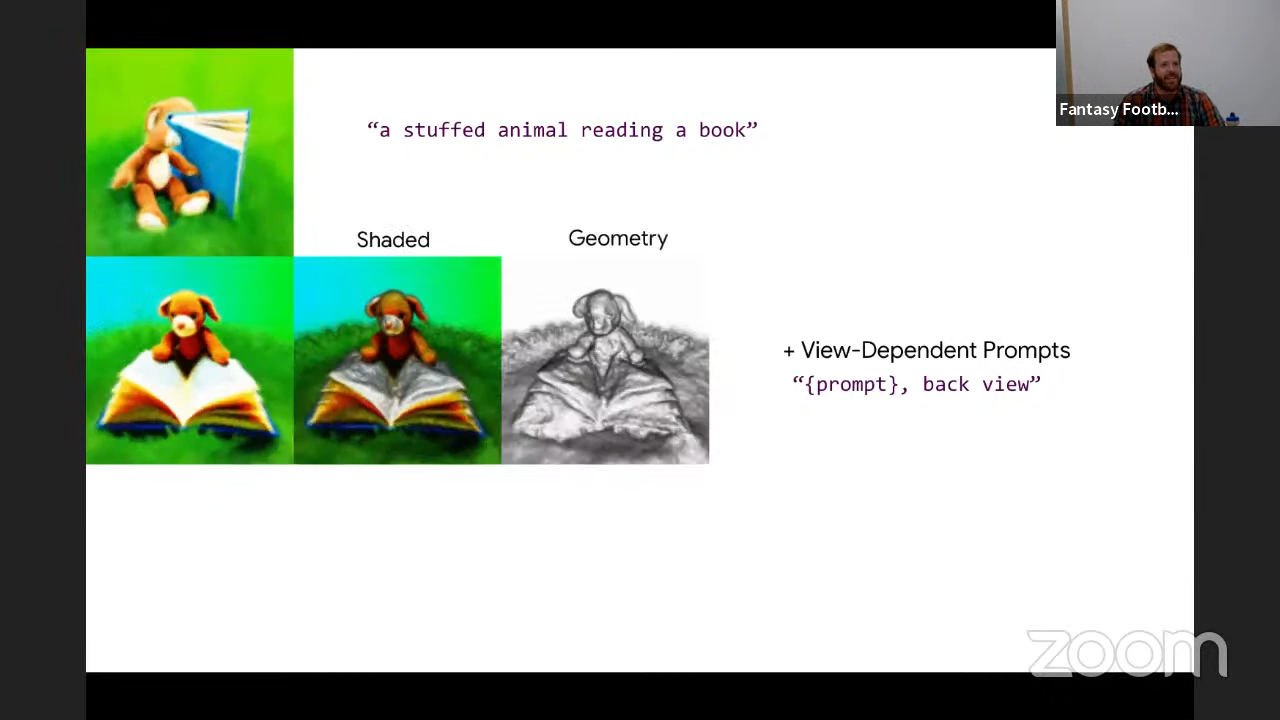 Fantasy Footb...
“a stuffed animal reading a book”
Shaded
Geometry
+ View-Dependent Prompts
“{prompt}, back view”
zoom